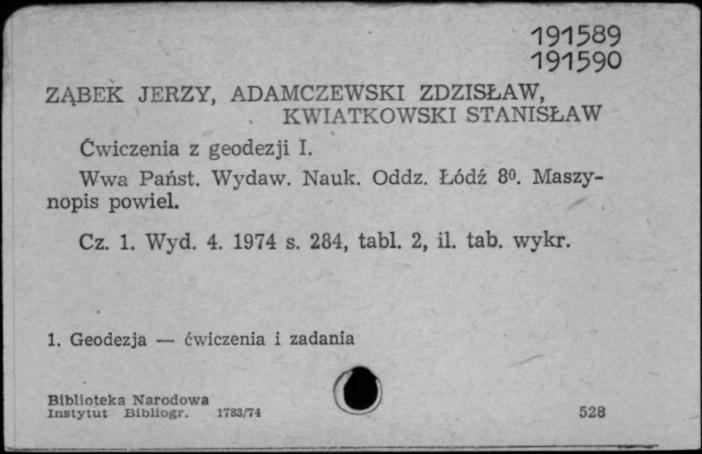 191589
191590
ZĄBEK JERZY, ADAMCZEWSKI ZDZISŁAW,
KWIATKOWSKI STANISŁAW
Ćwiczenia z geodezji I.
Wwa Państ. Wydaw. Nauk. Oddz. Łódź 8⁰. Maszy-
nopis powiel.
Cz. 1. Wyd. 4. 1974 s. 284, tabl. 2, il. tab. wykr.
1. Geodezja — ćwiczenia i zadania
Biblioteka Narodowa
Instytut Bibliogr. 1783/74
528